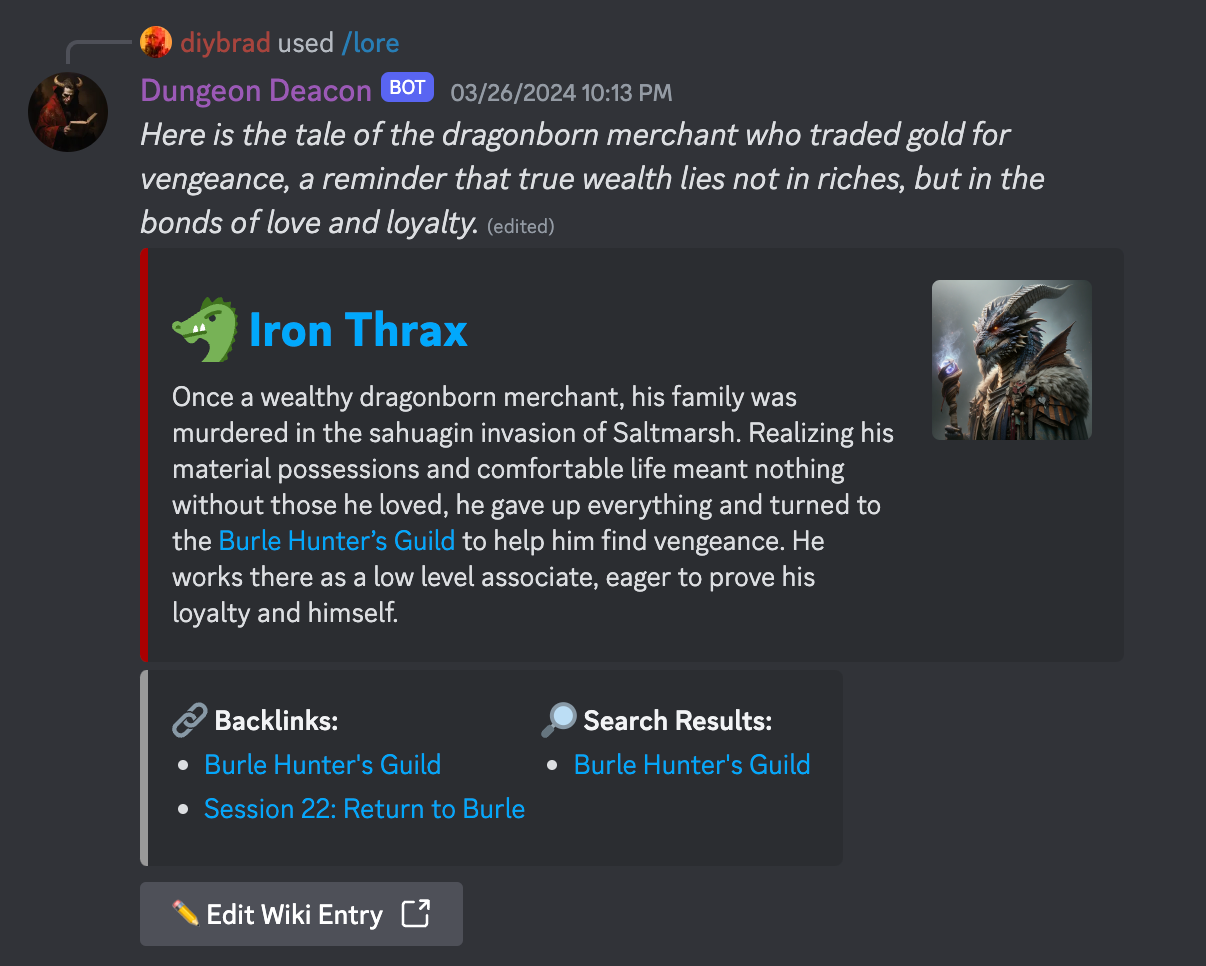 diybrad used /lore
Dungeon Deacon BOT 03/26/2024 10:13 PM
Here is the tale of the dragonborn merchant who traded gold for
vengeance, a reminder that true wealth lies not in riches, but in the
bonds of love and loyalty. (edited)
Iron Thrax
Once a wealthy dragonborn merchant, his family was
murdered in the sahuagin invasion of Saltmarsh. Realizing his
material possessions and comfortable life meant nothing
without those he loved, he gave up everything and turned to
the Burle Hunter’s Guild to help him find vengeance. He
works there as a low level associate, eager to prove his
loyalty and himself.
Backlinks:
• Burle Hunter's Guild
• Session 22: Return to Burle
Search Results:
• Burle Hunter's Guild
Edit Wiki Entry